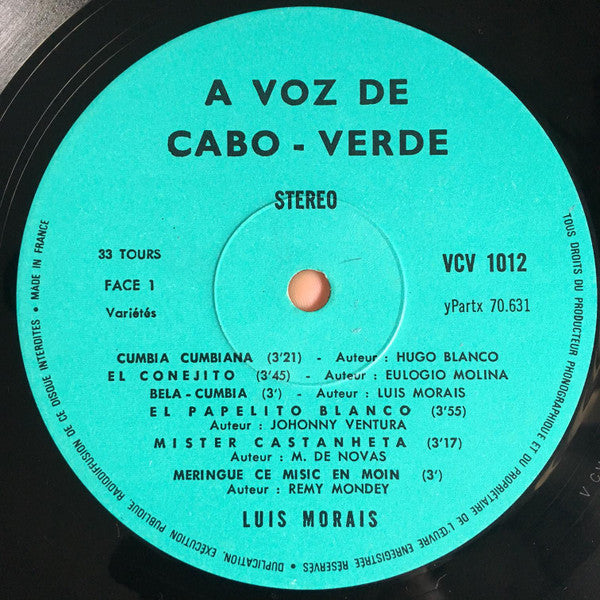 A VOZ DE
CABO - VERDE
STEREO
33 TOURS
FACE 1
Variétés
VCV 1012
yPartx 70.631
CUMBIA CUMBIANA (3'21) - Auteur : HUGO BLANCO
EL CONEJITO (3'45) - Auteur : EULOGIO MOLINA
BELA - CUMBIA (3') - Auteur : LUIS MORAIS
EL PAPELITO BLANCO (3'55)
Auteur : JOHONNY VENTURA
MISTER CASTANHETA (3'17)
Auteur : M. DE NOVAS
MERINGUE CE MISIC EN MOIN (3')
Auteur : REMY MONDEY
LUIS MORAIS
TOUS DROITS DU PRODUCTEUR PHONOGRAPHIQUE ET DU PROPRIÉTAIRE DE L'ŒUVRE ENREGISTRÉE RÉSERVÉS. DUPLICATION, EXÉCUTION PUBLIQUE, RADIODIFFUSION DE CE DISQUE INTERDITES • MADE IN FRANCE